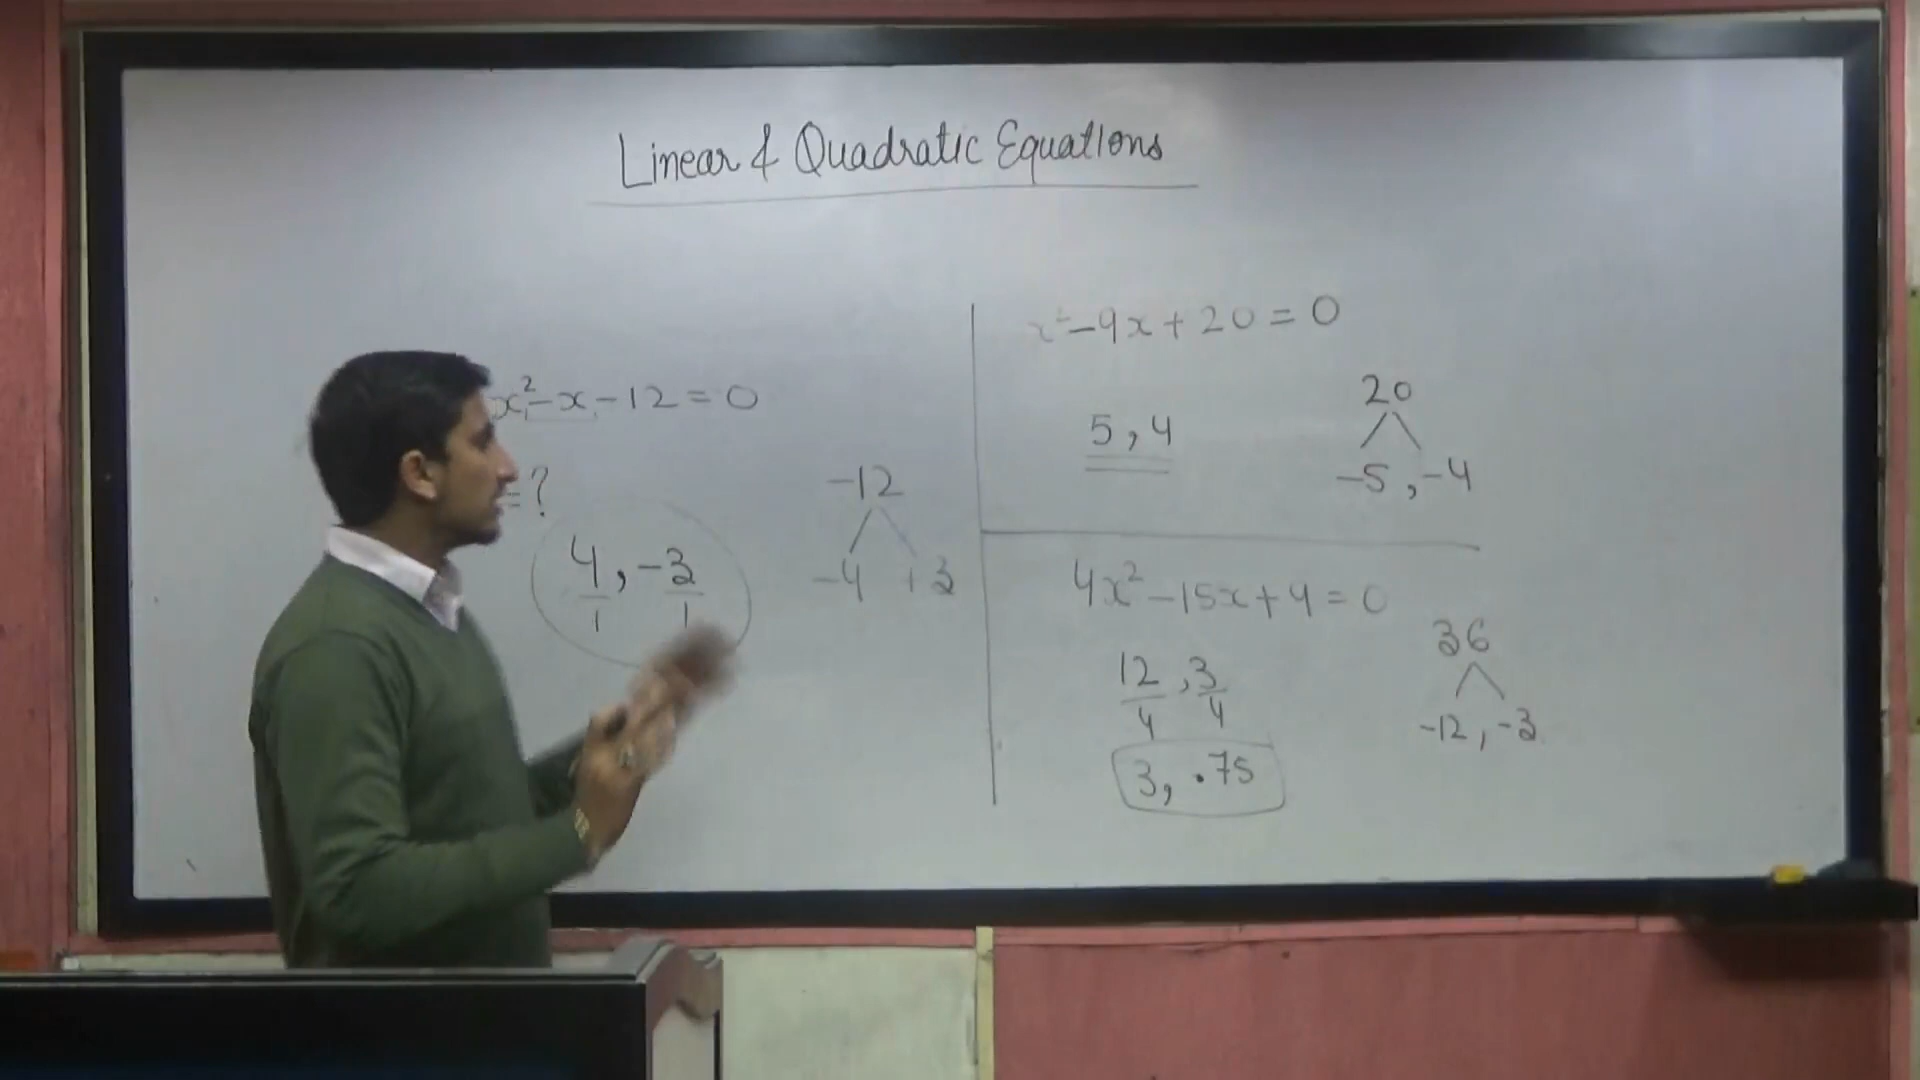 Linear & Quadratic Equations
x²-x-12=0
=?
4/1, -3/1
-12
-4 +3
x²-9x+20=0
5, 4
20
-5, -4
4x²-15x+9=0
12/4, 3/4
3, .75
36
-12, -3